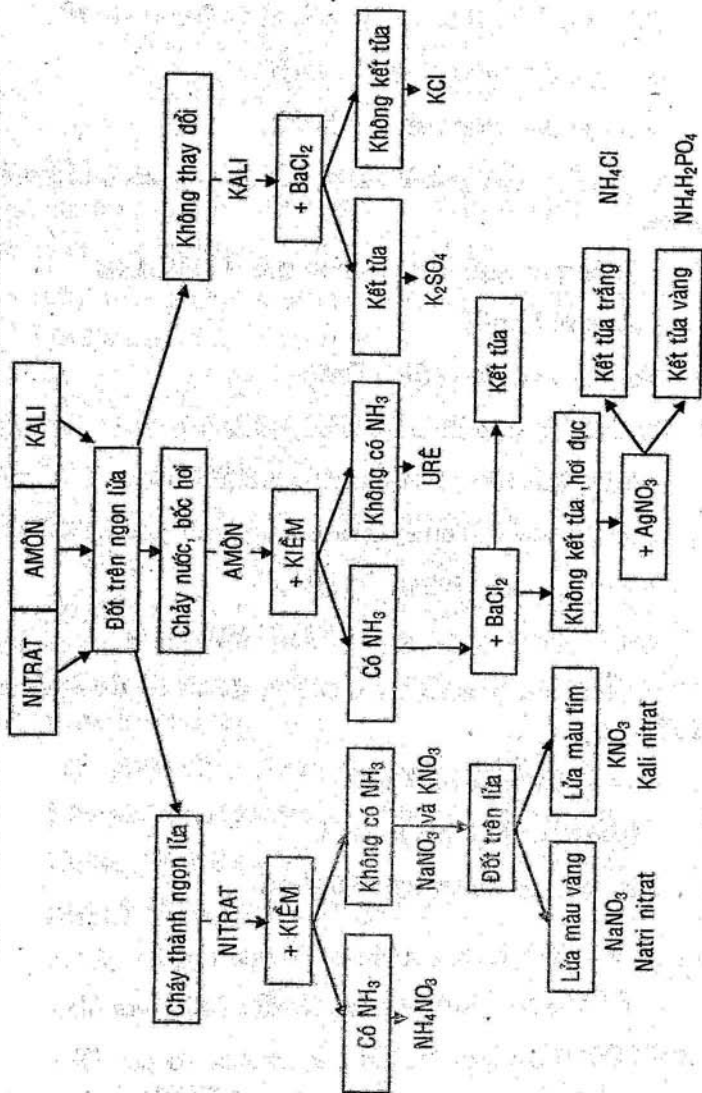 NITRAT AMÔN KALI
Đốt trên ngọn lửa
Cháy thành ngọn lửa
Chảy nước, bốc hơi
Không thay đổi
NITRAT
AMÔN
KALI
+ KIỀM
+ KIỀM
+ BaCl₂
Có NH₃
Không có NH₃
Có NH₃
Không có NH₃
Kết tủa
Không kết tủa
NH₄NO₃
NaNO₃ và KNO₃
URÊ
K₂SO₄
KCl
Đốt trên lửa
+ BaCl₂
Kết tủa
Lửa màu vàng
Lửa màu tím
Không kết tủa, hơi đục
NaNO₃
Natri nitrat
KNO₃
Kali nitrat
+ AgNO₃
Kết tủa trắng
NH₄Cl
Kết tủa vàng
NH₄H₂PO₄